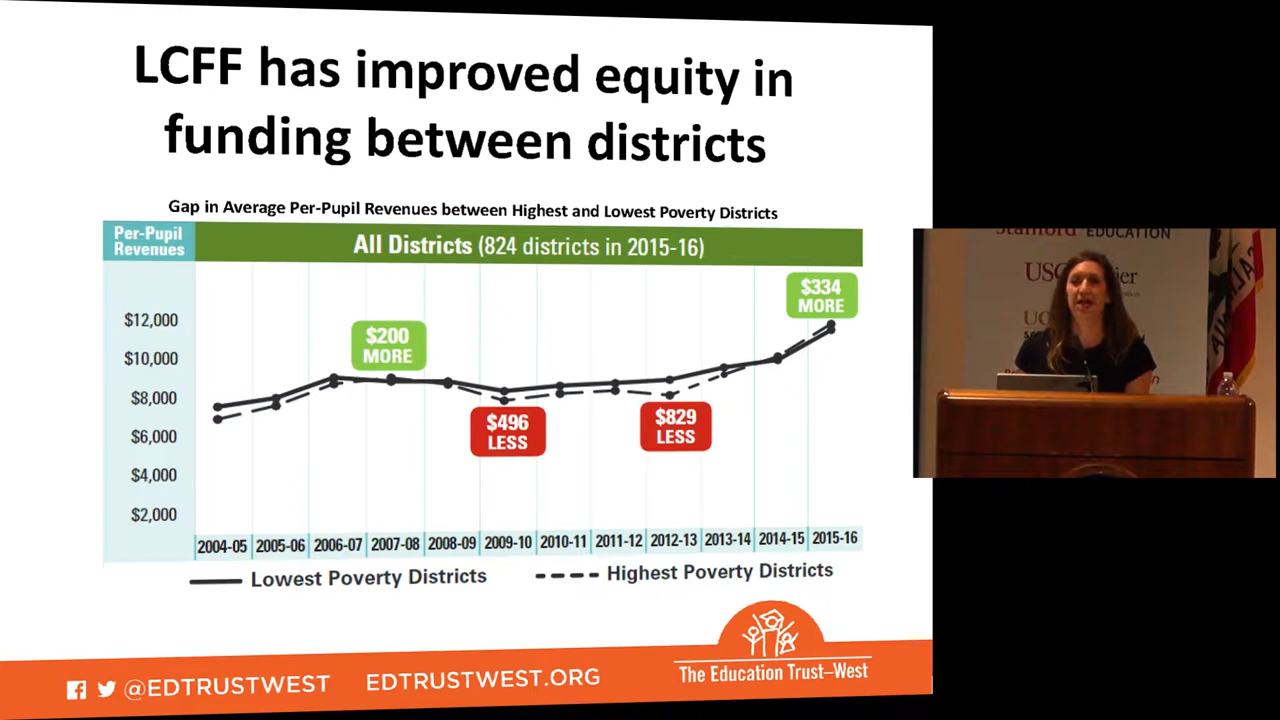 LCFF has improved equity in
funding between districts
Gap in Average Per-Pupil Revenues between Highest and Lowest Poverty Districts
Per-Pupil
Revenues
All Districts (824 districts in 2015-16)
$12,000
$10,000
$8,000
$6,000
$4,000
$2,000
$200
MORE
$496
LESS
$829
LESS
$334
MORE
2004-05 2005-06 2006-07 2007-08 2008-09 2009-10 2010-11 2011-12 2012-13 2013-14 2014-15 2015-16
Lowest Poverty Districts Highest Poverty Districts
@EDTRUSTWEST EDTRUSTWEST.ORG
The Education Trust–West
Stanford EDUCATION
USC